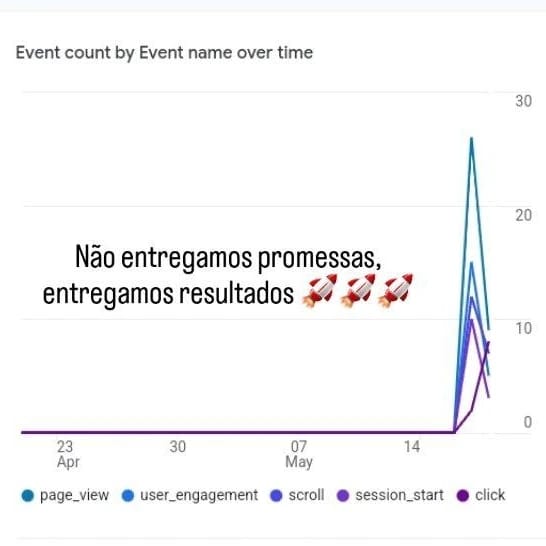 Event count by Event name over time
30
20
Não entregamos promessas,
entregamos resultados 🚀🚀🚀
10
0
23 30 07 14
Apr May
page_view user_engagement scroll session_start click